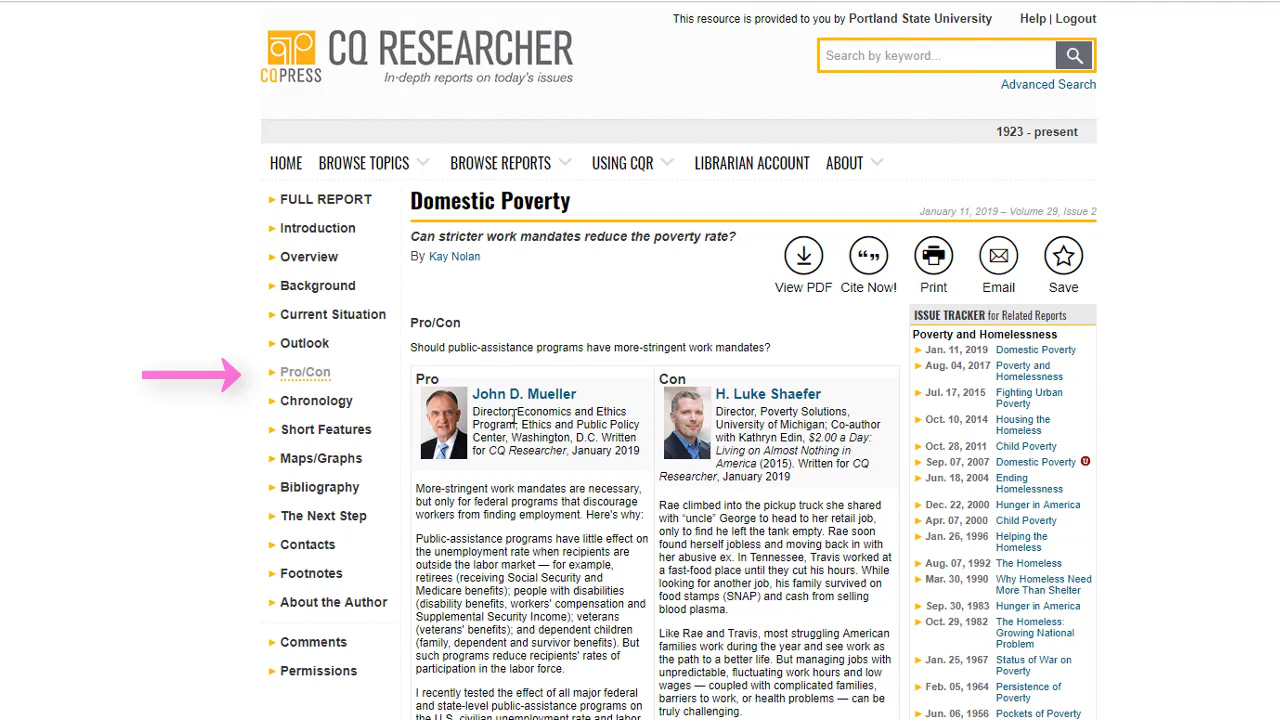 This resource is provided to you by Portland State University
Help | Logout
CQ PRESS
CQ RESEARCHER
In-depth reports on today's issues
Search by keyword...
Advanced Search
1923 - present
HOME BROWSE TOPICS BROWSE REPORTS USING CQR LIBRARIAN ACCOUNT ABOUT
FULL REPORT
Introduction
Overview
Background
Current Situation
Outlook
Pro/Con
Chronology
Short Features
Maps/Graphs
Bibliography
The Next Step
Contacts
Footnotes
About the Author
Comments
Permissions
Domestic Poverty
January 11, 2019 – Volume 29, Issue 2
Can stricter work mandates reduce the poverty rate?
By Kay Nolan
View PDF Cite Now! Print Email Save
Pro/Con
Should public-assistance programs have more-stringent work mandates?
Pro
John D. Mueller
Director, Economics and Ethics
Program, Ethics and Public Policy
Center, Washington, D.C. Written
for CQ Researcher, January 2019
More-stringent work mandates are necessary,
but only for federal programs that discourage
workers from finding employment. Here's why:
Public-assistance programs have little effect on
the unemployment rate when recipients are
outside the labor market — for example,
retirees (receiving Social Security and
Medicare benefits); people with disabilities
(disability benefits, workers' compensation and
Supplemental Security Income); veterans
(veterans' benefits); and dependent children
(family, dependent and survivor benefits). But
such programs reduce recipients' rates of
participation in the labor force.
I recently tested the effect of all major federal
and state-level public-assistance programs on
the U.S. civilian unemployment rate and labor
Con
H. Luke Shaefer
Director, Poverty Solutions,
University of Michigan; Co-author
with Kathryn Edin, $2.00 a Day:
Living on Almost Nothing in
America (2015). Written for CQ
Researcher, January 2019
Rae climbed into the pickup truck she shared
with “uncle” George to head to her retail job,
only to find he left the tank empty. Rae soon
found herself jobless and moving back in with
her abusive ex. In Tennessee, Travis worked at
a fast-food place until they cut his hours. While
looking for another job, his family survived on
food stamps (SNAP) and cash from selling
blood plasma.
Like Rae and Travis, most struggling American
families work during the year and see work as
the path to a better life. But managing jobs with
unpredictable, fluctuating work hours and low
wages — coupled with complicated families,
barriers to work, or health problems — can be
truly challenging.
ISSUE TRACKER for Related Reports
Poverty and Homelessness
Jan. 11, 2019 Domestic Poverty
Aug. 04, 2017 Poverty and
Homelessness
Jul. 17, 2015 Fighting Urban
Poverty
Oct. 10, 2014 Housing the
Homeless
Oct. 28, 2011 Child Poverty
Sep. 07, 2007 Domestic Poverty U
Jun. 18, 2004 Ending
Homelessness
Dec. 22, 2000 Hunger in America
Apr. 07, 2000 Child Poverty
Jan. 26, 1996 Helping the
Homeless
Aug. 07, 1992 The Homeless
Mar. 30, 1990 Why Homeless Need
More Than Shelter
Sep. 30, 1983 Hunger in America
Oct. 29, 1982 The Homeless:
Growing National
Problem
Jan. 25, 1967 Status of War on
Poverty
Feb. 05, 1964 Persistence of
Poverty
Jun. 06, 1956 Pockets of Poverty